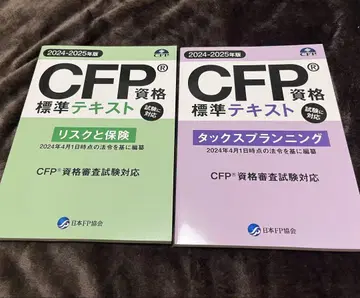 2024-2025年版
CFP®資格
標準テキスト
試験に
対応
リスクと保険
2024年4月1日時点の法令を基に編纂
CFP®資格審査試験対応
日本FP協会
2024-2025年版
CFP®資格
標準テキスト
試験に
対応
タックスプランニング
2024年4月1日時点の法令を基に編纂
CFP®資格審査試験対応
日本FP協会